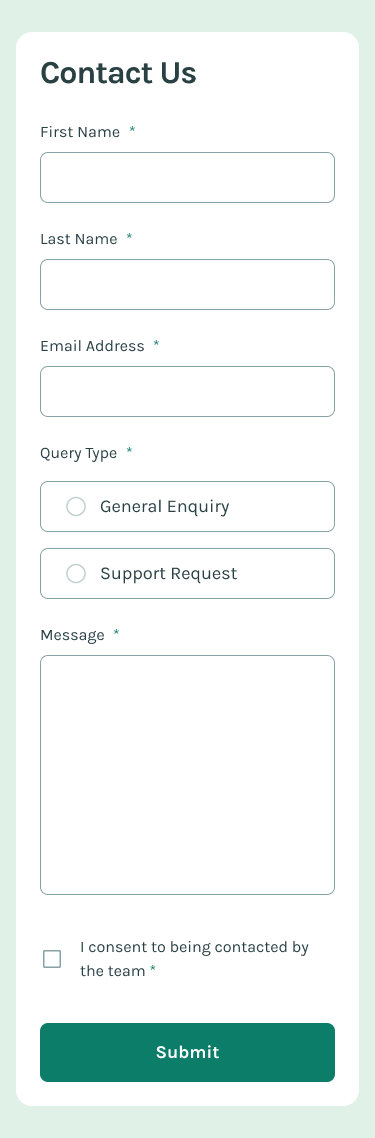 Contact Us
First Name *
Last Name *
Email Address *
Query Type *
General Enquiry
Support Request
Message *
I consent to being contacted by
the team *
Submit